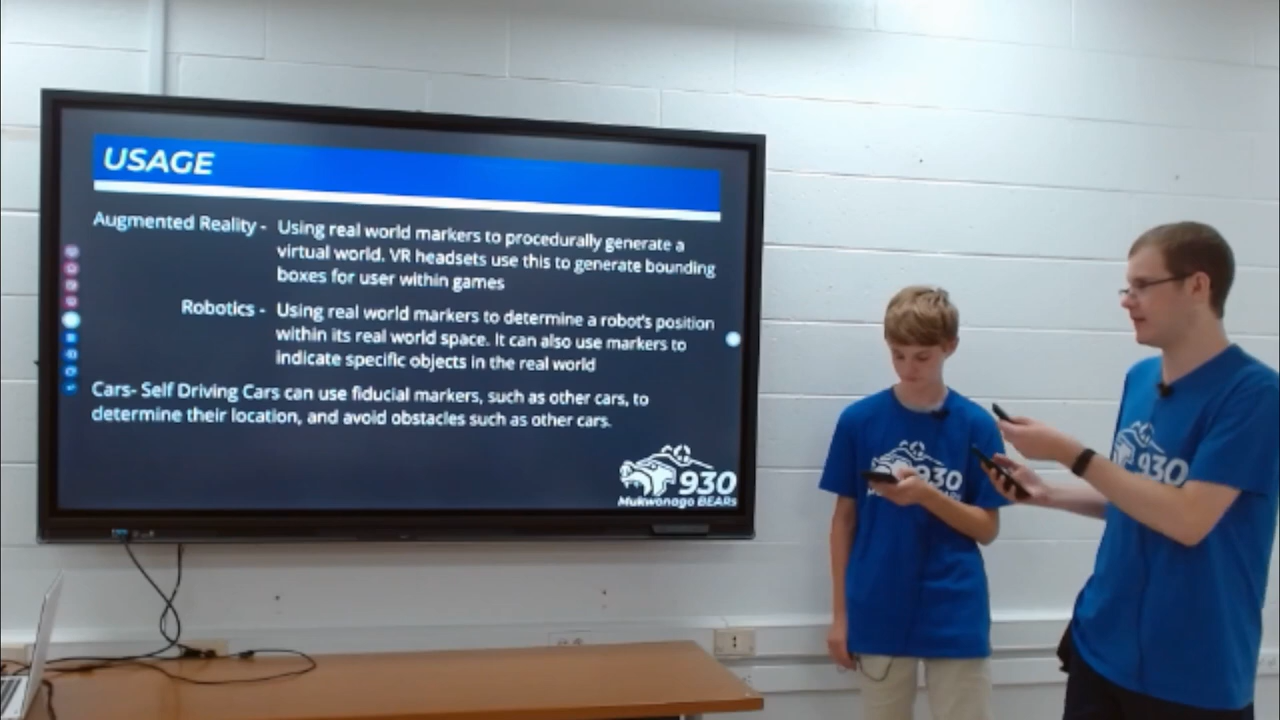 USAGE
Augmented Reality - Using real world markers to procedurally generate a
virtual world. VR headsets use this to generate bounding
boxes for user within games
Robotics - Using real world markers to determine a robot's position
within its real world space. It can also use markers to
indicate specific objects in the real world
Cars- Self Driving Cars can use fiducial markers, such as other cars, to
determine their location, and avoid obstacles such as other cars.
930
Mukwonago BEARs
930
930